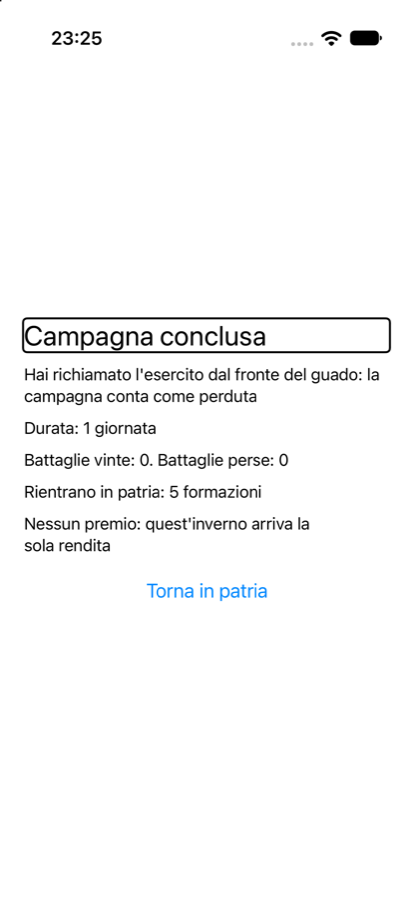 23:25
Campagna conclusa
Hai richiamato l'esercito dal fronte del guado: la
campagna conta come perduta
Durata: 1 giornata
Battaglie vinte: 0. Battaglie perse: 0
Rientrano in patria: 5 formazioni
Nessun premio: quest'inverno arriva la
sola rendita
Torna in patria